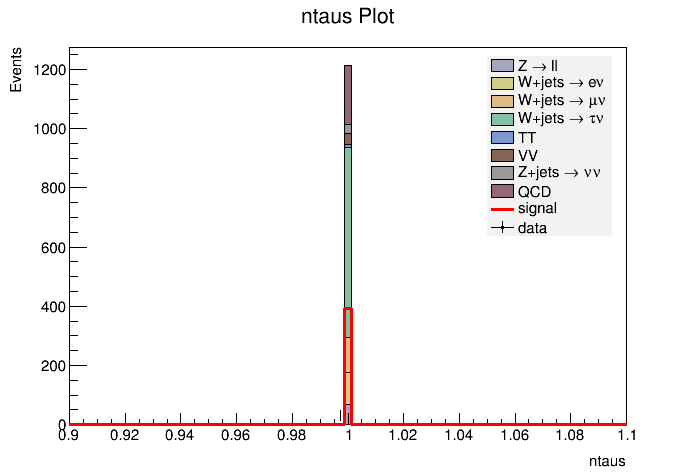 ntaus Plot
Events
1200
1000
800
600
400
200
0
0.9 0.92 0.94 0.96 0.98 1 1.02 1.04 1.06 1.08 1.1
ntaus
Z → ll
W+jets → eν
W+jets → μν
W+jets → τν
TT
VV
Z+jets → νν
QCD
signal
data